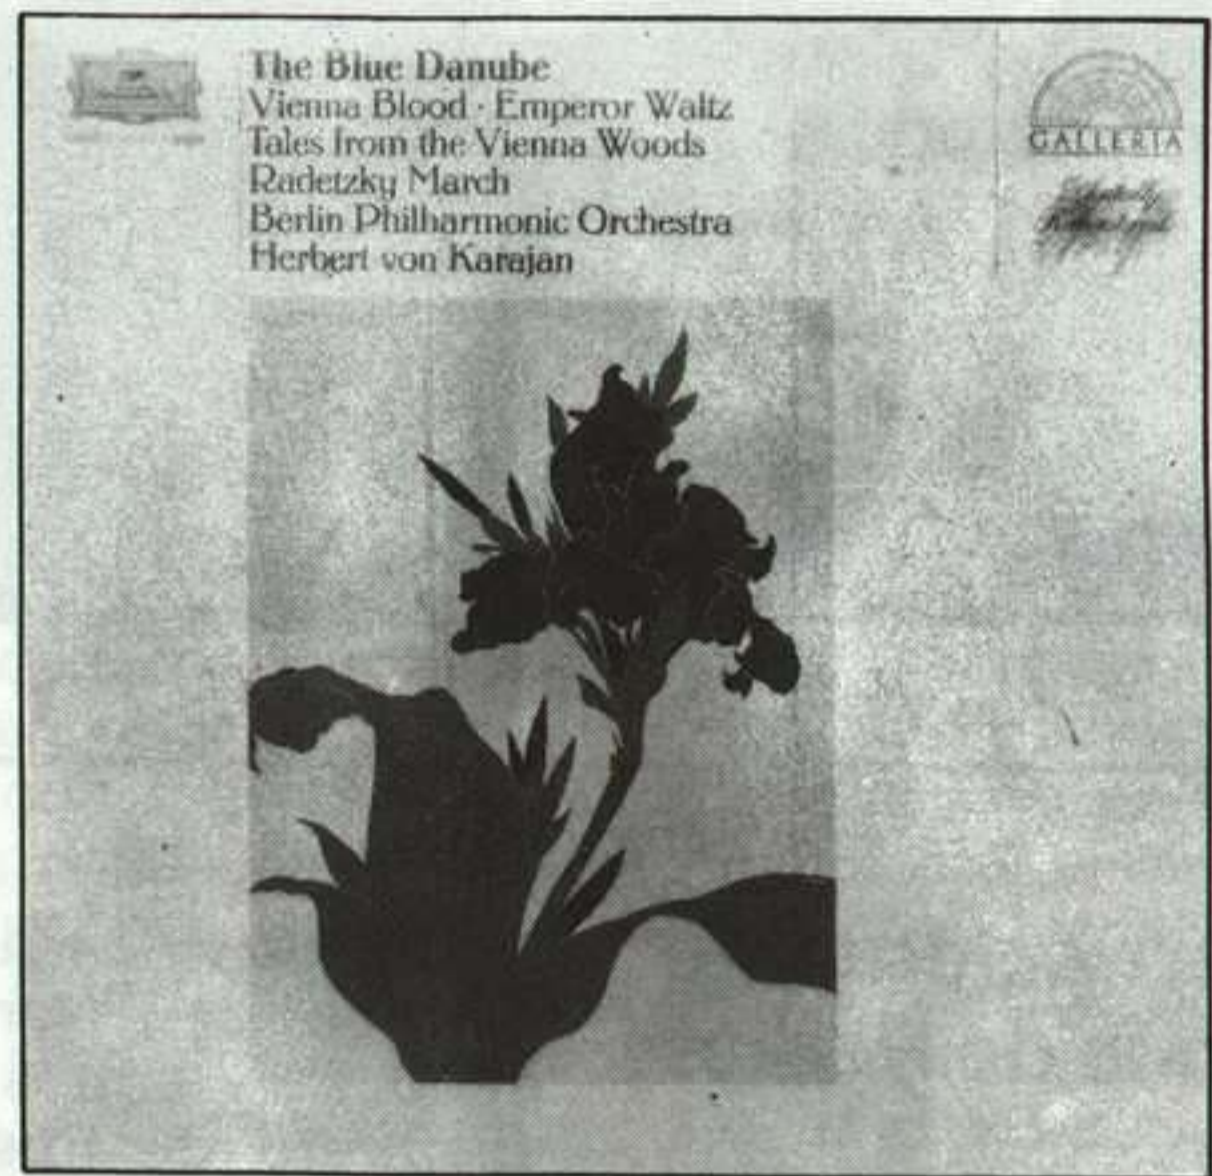 The Blue Danube
Vienna Blood · Emperor Waltz
Tales from the Vienna Woods
Radetzky March
Berlin Philharmonic Orchestra
Herbert von Karajan
GALLERIA